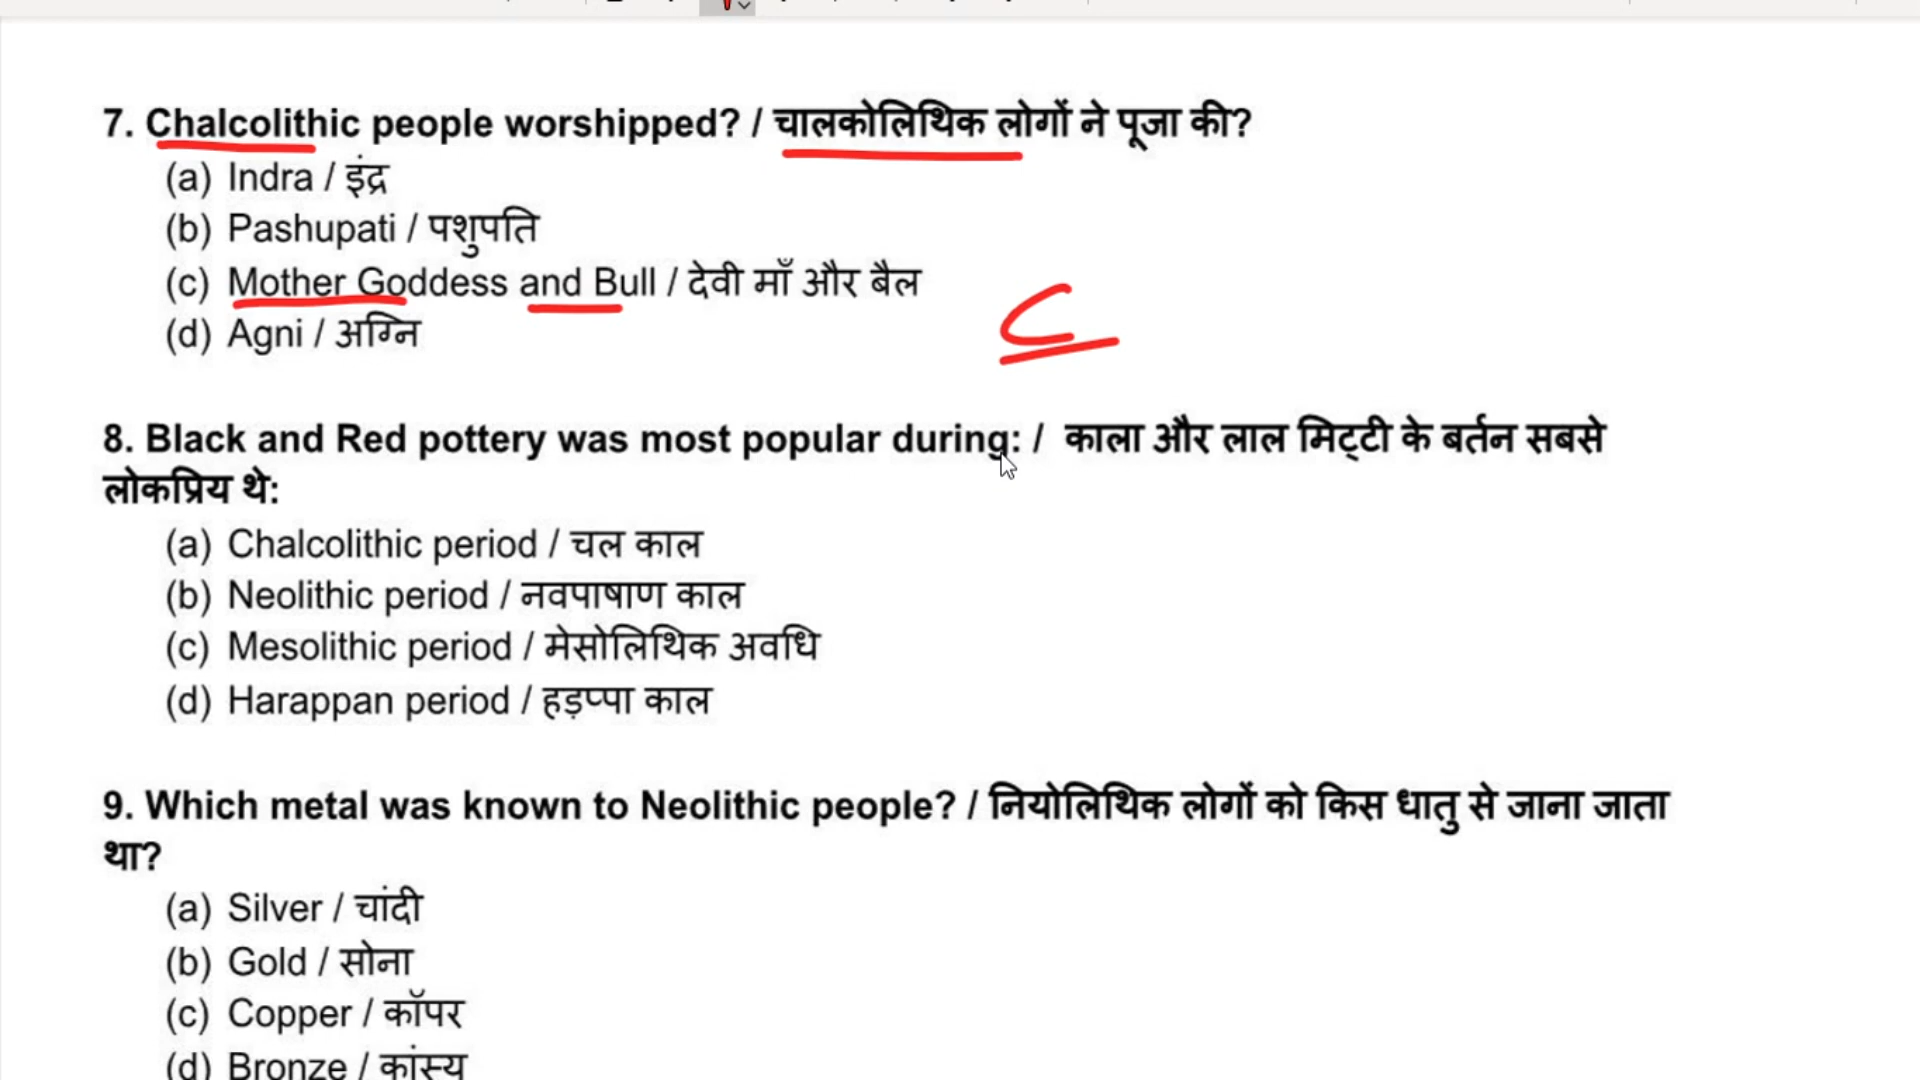 7. Chalcolithic people worshipped? / चालकोलिथिक लोगों ने पूजा की?
(a) Indra / इंद्र
(b) Pashupati / पशुपति
(c) Mother Goddess and Bull / देवी माँ और बैल
C
(d) Agni / अग्नि
8. Black and Red pottery was most popular during: / काला और लाल मिट्टी के बर्तन सबसे
लोकप्रिय थे:
(a) Chalcolithic period / चल काल
(b) Neolithic period / नवपाषाण काल
(c) Mesolithic period / मेसोलिथिक अवधि
(d) Harappan period / हड़प्पा काल
9. Which metal was known to Neolithic people? / नियोलिथिक लोगों को किस धातु से जाना जाता
था?
(a) Silver / चांदी
(b) Gold / सोना
(c) Copper / कॉपर
(d) Bronze / कांस्य